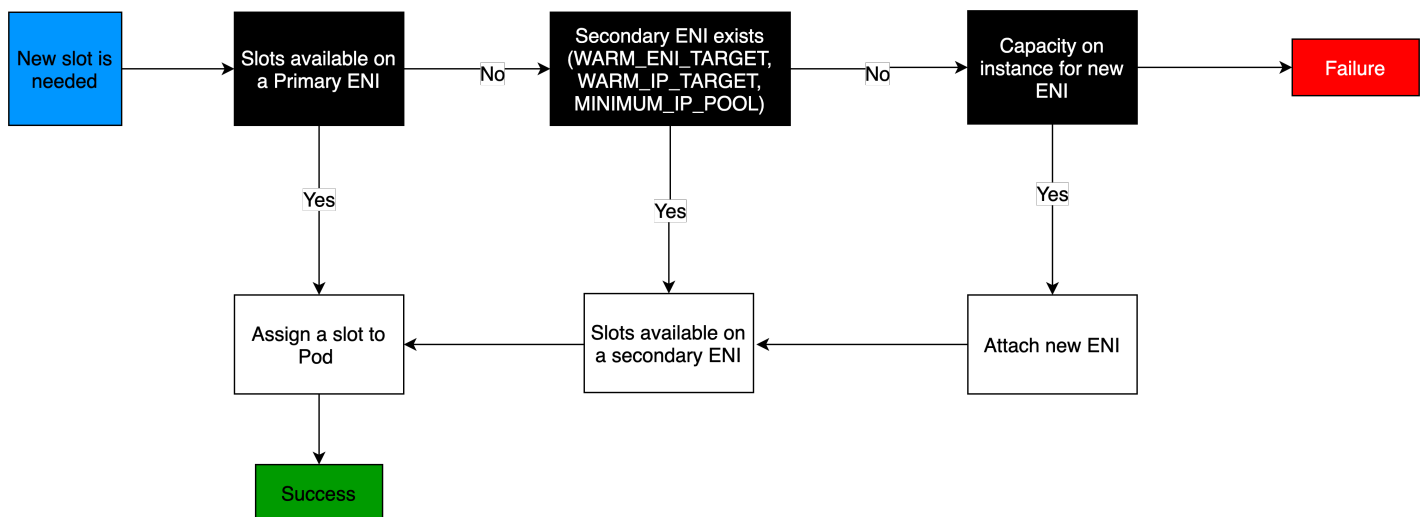 New slot is
needed
Slots available on
a Primary ENI
No
Secondary ENI exists
(WARM_ENI_TARGET,
WARM_IP_TARGET,
MINIMUM_IP_POOL)
No
Capacity on
instance for new
ENI
Failure
Yes
Yes
Yes
Assign a slot to
Pod
Slots available on
a secondary ENI
Attach new ENI
Success